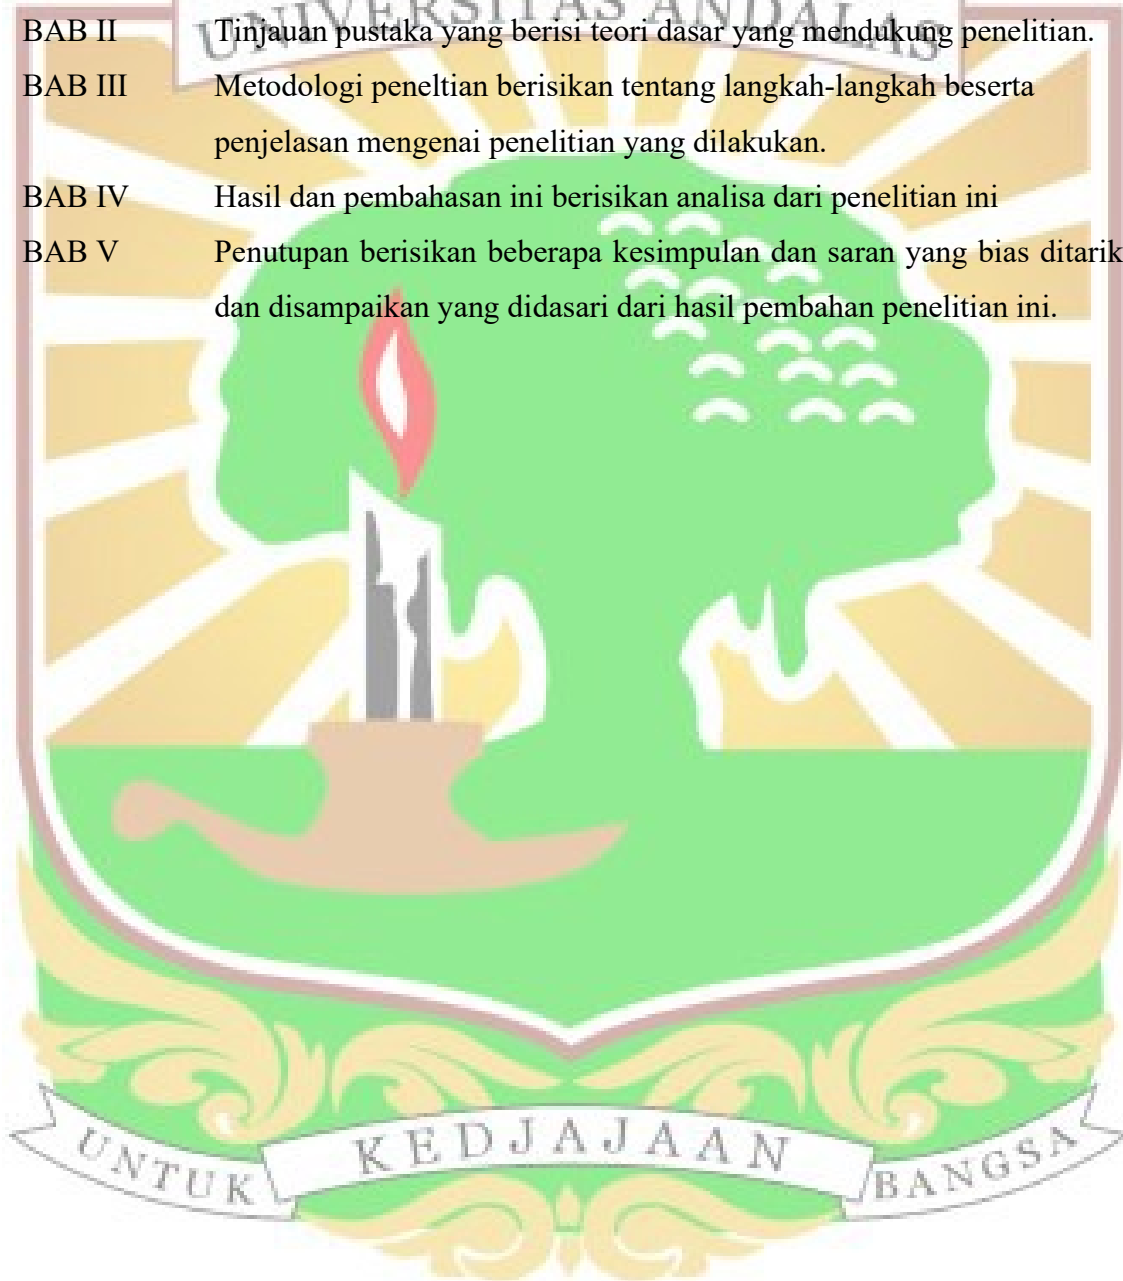 UNIVERSITAS ANDALAS
BAB II Tinjauan pustaka yang berisi teori dasar yang mendukung penelitian.
BAB III Metodologi peneltian berisikan tentang langkah-langkah beserta
penjelasan mengenai penelitian yang dilakukan.
BAB IV Hasil dan pembahasan ini berisikan analisa dari penelitian ini
BAB V Penutupan berisikan beberapa kesimpulan dan saran yang bias ditarik
dan disampaikan yang didasari dari hasil pembahan penelitian ini.
UNTUK KEDJAJAAN BANGSA